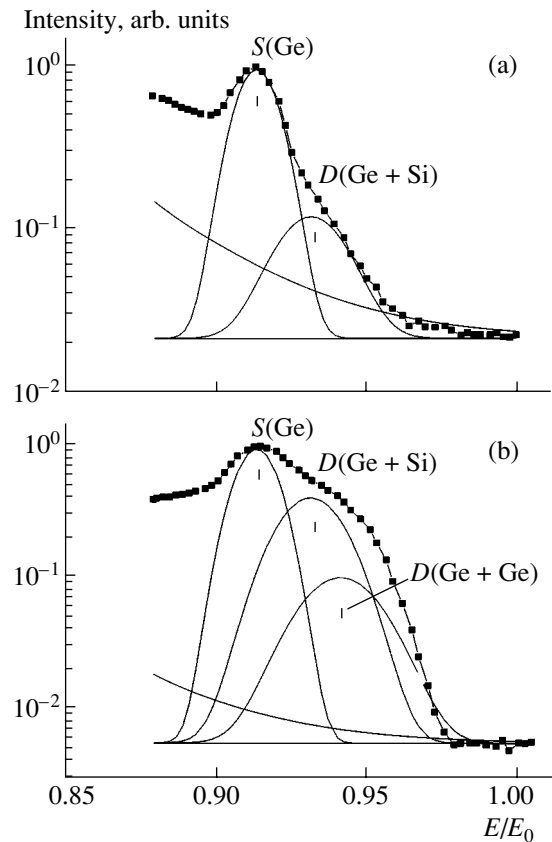 Intensity, arb. units
S(Ge)
(a)
10⁰
D(Ge + Si)
10⁻¹
10⁻²
S(Ge)
(b)
10⁰
D(Ge + Si)
10⁻¹
D(Ge + Ge)
10⁻²
0.85 0.90 0.95 1.00
E/E₀